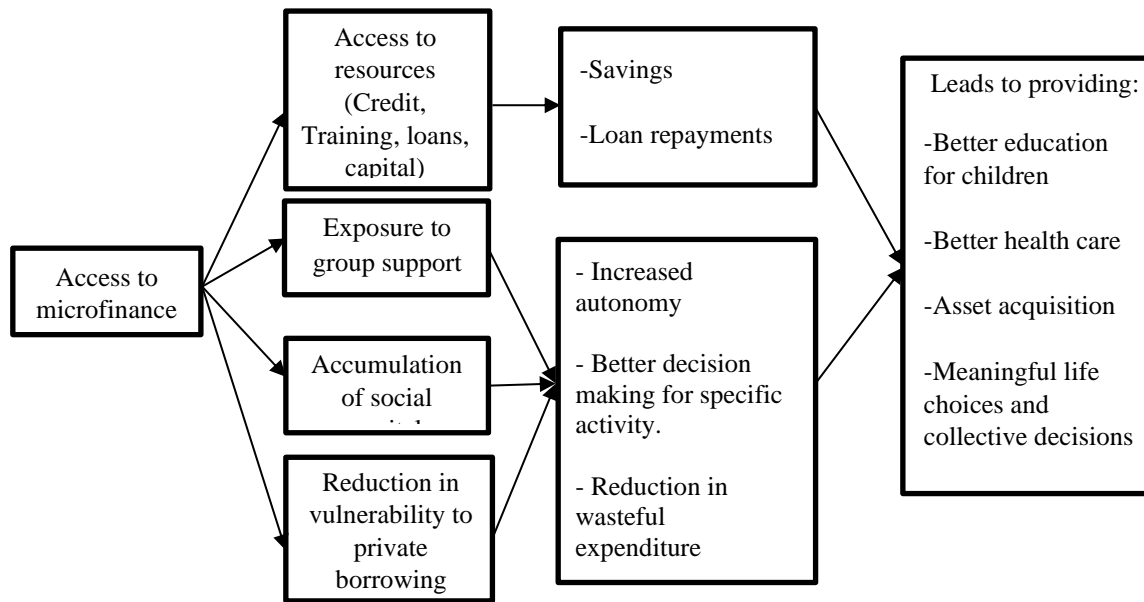 Access to
microfinance
Access to
resources
(Credit,
Training, loans,
capital)
Exposure to
group support
Accumulation
of social
Reduction in
vulnerability to
private
borrowing
-Savings
-Loan repayments
- Increased
autonomy
- Better decision
making for specific
activity.
- Reduction in
wasteful
expenditure
Leads to providing:
-Better education
for children
-Better health care
-Asset acquisition
-Meaningful life
choices and
collective decisions